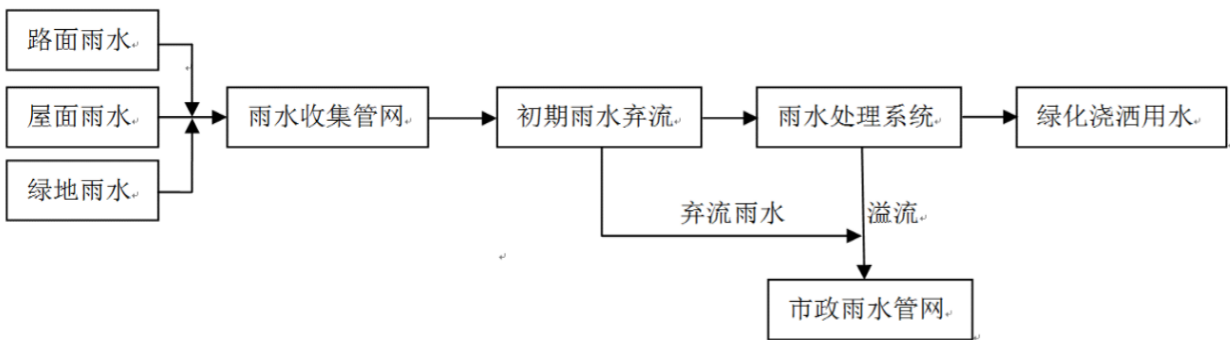 路面雨水
屋面雨水
绿地雨水
雨水收集管网
初期雨水弃流
雨水处理系统
绿化浇洒用水
弃流雨水
溢流
市政雨水管网